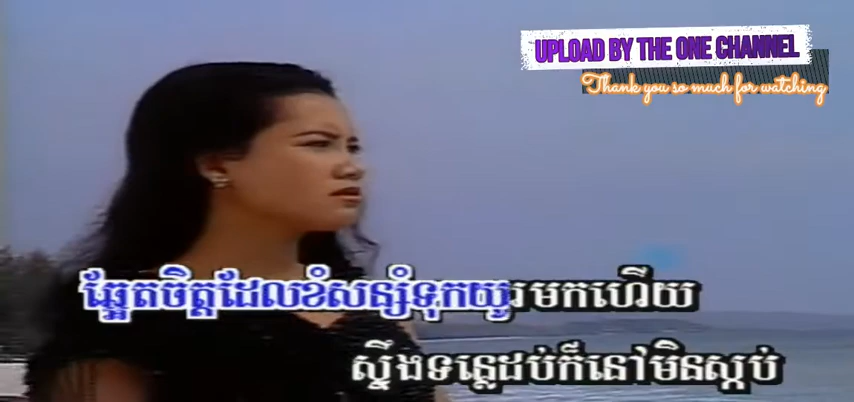 UPLOAD BY THE ONE CHANNEL
Thank you so much for watching
ឆ្អែតចិត្តដែលខំសន្សំទុកយូរមកហើយ
ស្ទឹងទន្លេដប់ក៏នៅមិនស្កប់